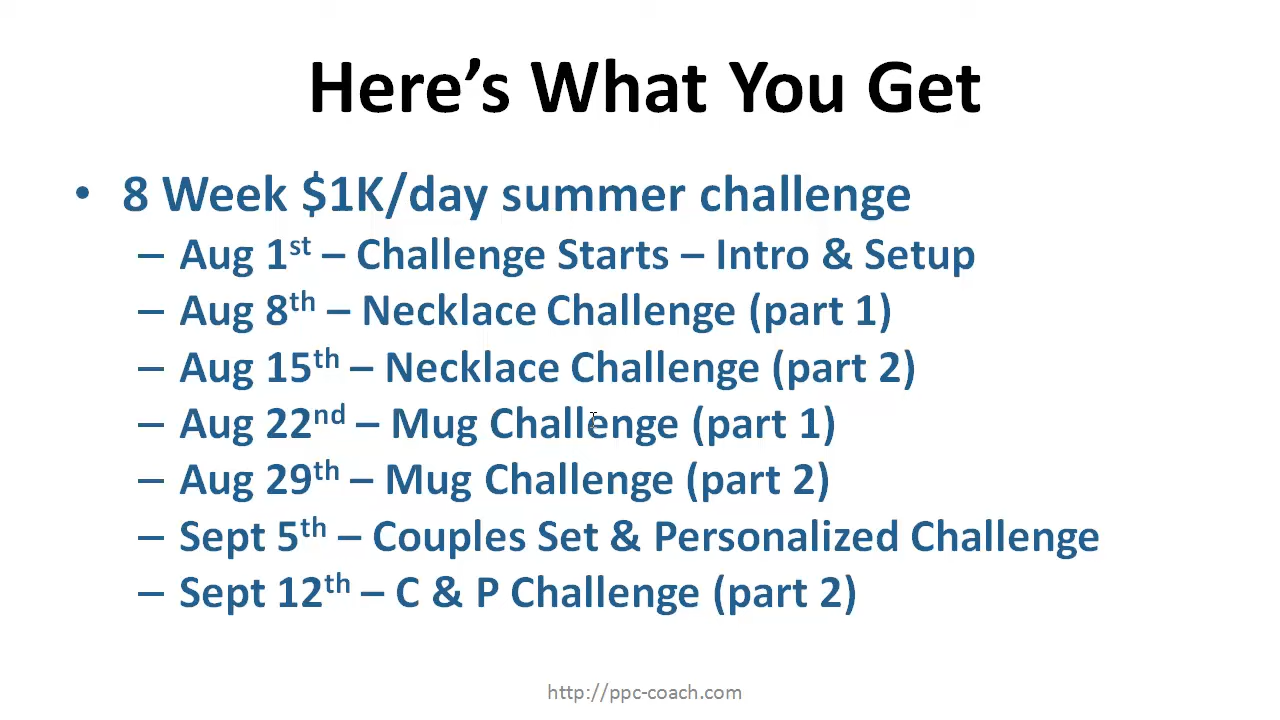 Here’s What You Get
• 8 Week $1K/day summer challenge
– Aug 1st – Challenge Starts – Intro & Setup
– Aug 8th – Necklace Challenge (part 1)
– Aug 15th – Necklace Challenge (part 2)
– Aug 22nd – Mug Challenge (part 1)
– Aug 29th – Mug Challenge (part 2)
– Sept 5th – Couples Set & Personalized Challenge
– Sept 12th – C & P Challenge (part 2)
http://ppc-coach.com